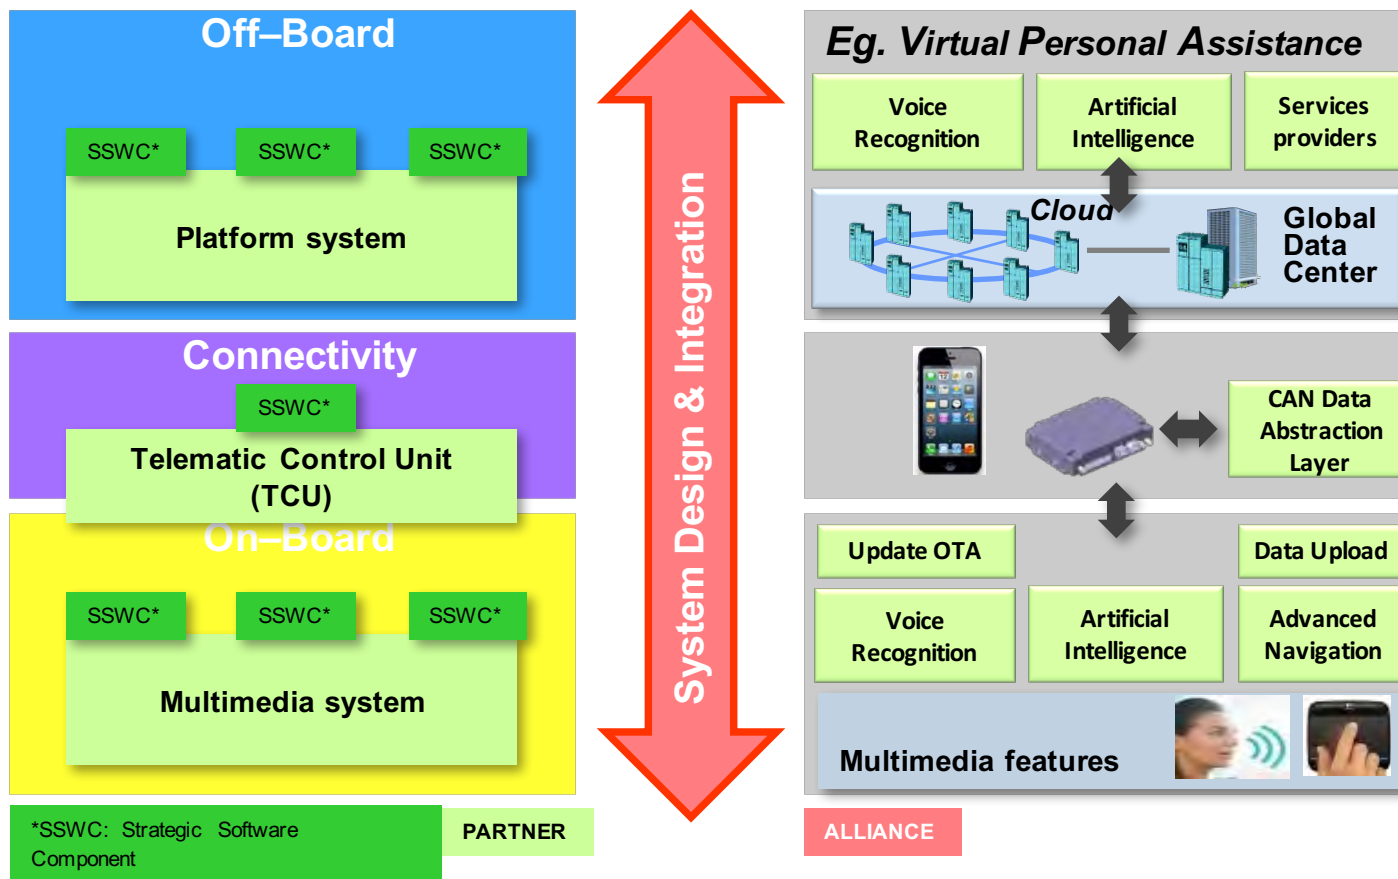 Off–Board
SSWC*
SSWC*
SSWC*
Platform system
Connectivity
SSWC*
Telematic Control Unit
(TCU)
On–Board
SSWC*
SSWC*
SSWC*
Multimedia system
*SSWC: Strategic Software
Component
PARTNER
System Design & Integration
Eg. Virtual Personal Assistance
Voice
Recognition
Artificial
Intelligence
Services
providers
Cloud
Global
Data
Center
CAN Data
Abstraction
Layer
Update OTA
Data Upload
Voice
Recognition
Artificial
Intelligence
Advanced
Navigation
Multimedia features
ALLIANCE